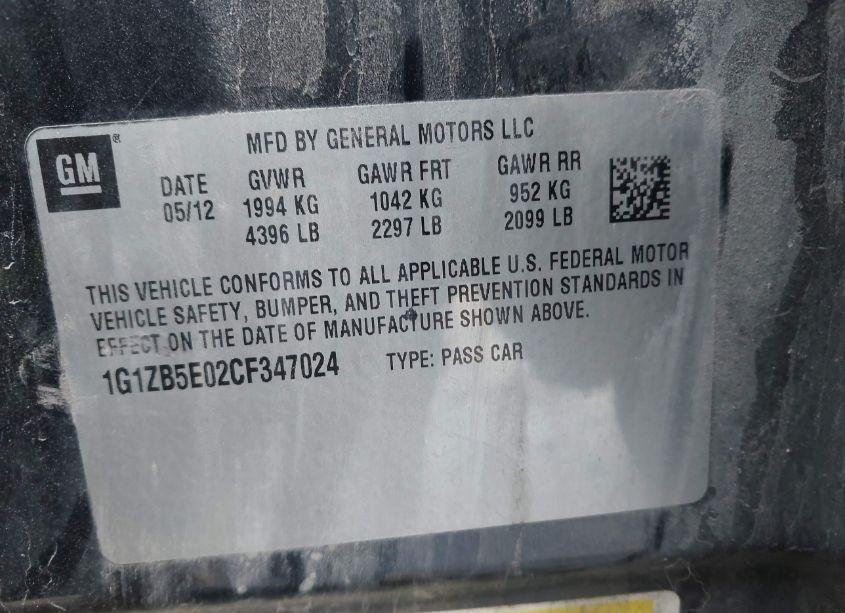 GM®
MFD BY GENERAL MOTORS LLC
DATE GVWR GAWR FRT GAWR RR
05/12 1994 KG 1042 KG 952 KG
4396 LB 2297 LB 2099 LB
THIS VEHICLE CONFORMS TO ALL APPLICABLE U.S. FEDERAL MOTOR
VEHICLE SAFETY, BUMPER, AND THEFT PREVENTION STANDARDS IN
EFFECT ON THE DATE OF MANUFACTURE SHOWN ABOVE.
1G1ZB5E02CF347024 TYPE: PASS CAR